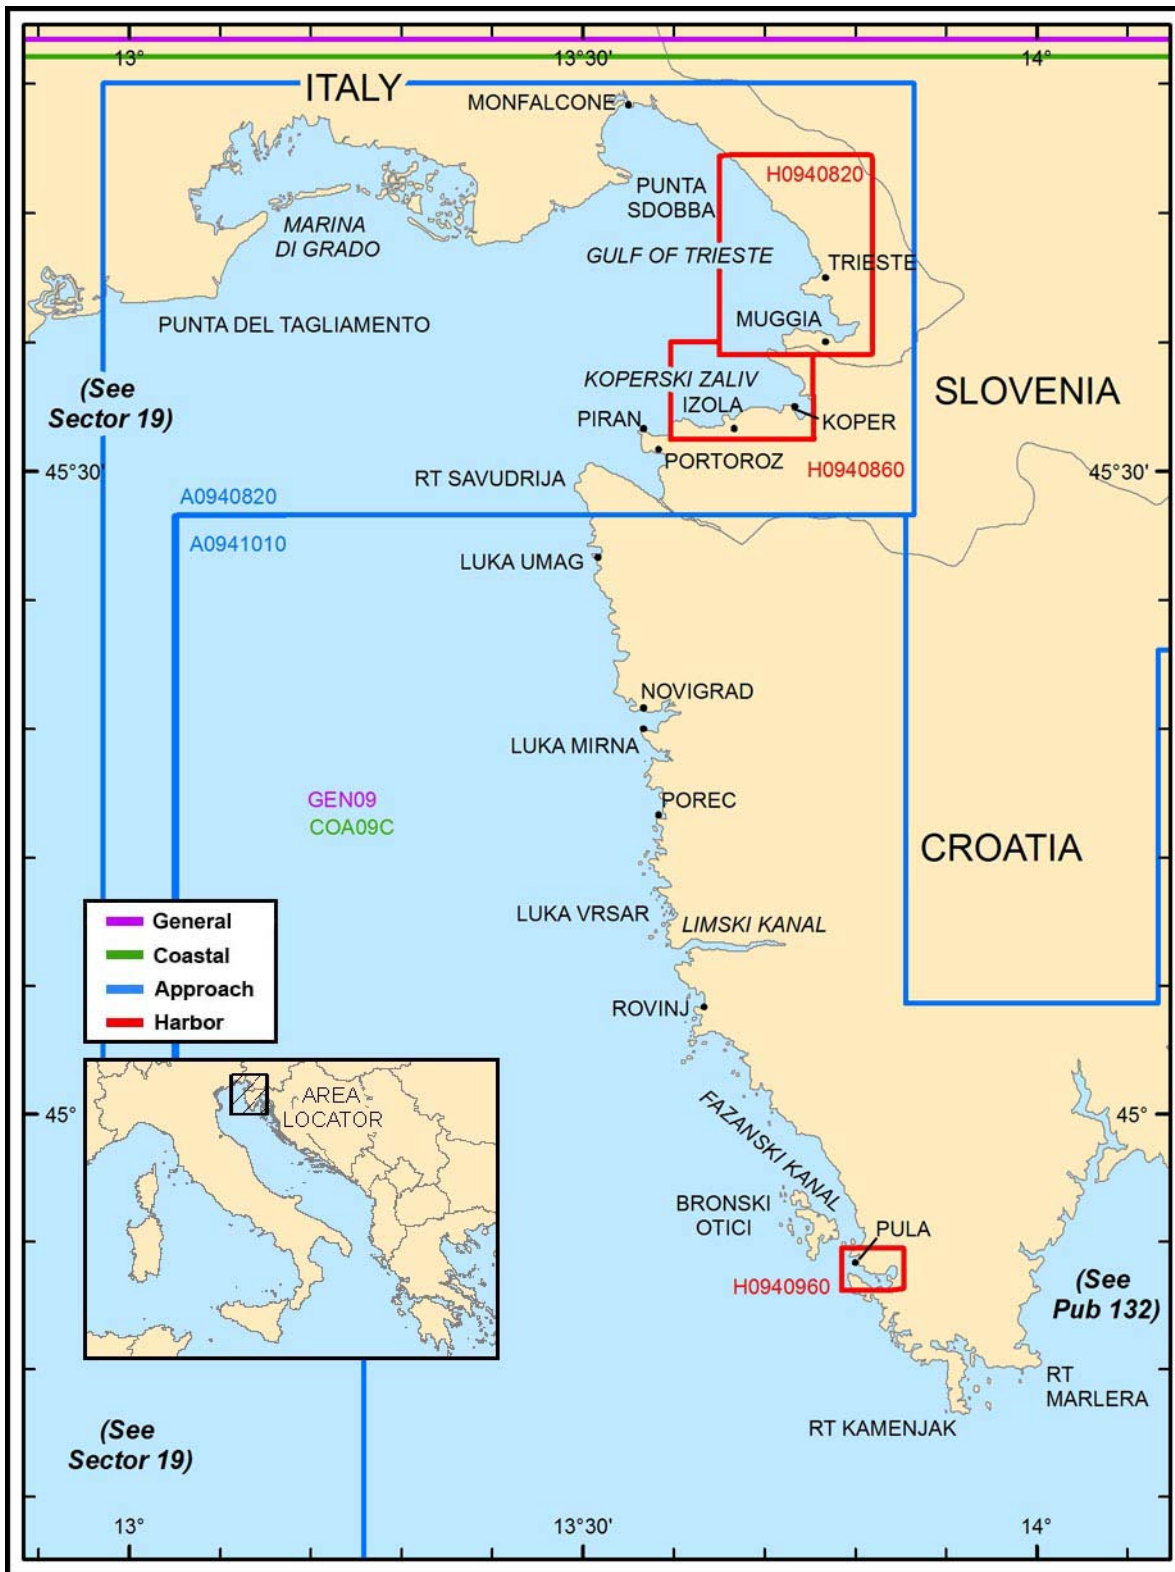 13°
13°30'
14°
ITALY
MONFALCONE
H0940820
PUNTA
SDOBBA
MARINA
DI GRADO
GULF OF TRIESTE
TRIESTE
PUNTA DEL TAGLIAMENTO
MUGGIA
(See
Sector 19)
KOPERSKI ZALIV
SLOVENIA
IZOLA
PIRAN
KOPER
PORTOROZ
H0940860
45°30'
RT SAVUDRIJA
45°30'
A0940820
A0941010
LUKA UMAG
NOVIGRAD
LUKA MIRNA
GEN09
COA09C
POREC
CROATIA
LUKA VRSAR
LIMSKI KANAL
General
Coastal
Approach
Harbor
ROVINJ
AREA
LOCATOR
45°
45°
FAZANSKI KANAL
BRONSKI
OTICI
PULA
H0940960
(See
Pub 132)
RT
MARLERA
RT KAMENJAK
(See
Sector 19)
13°
13°30'
14°